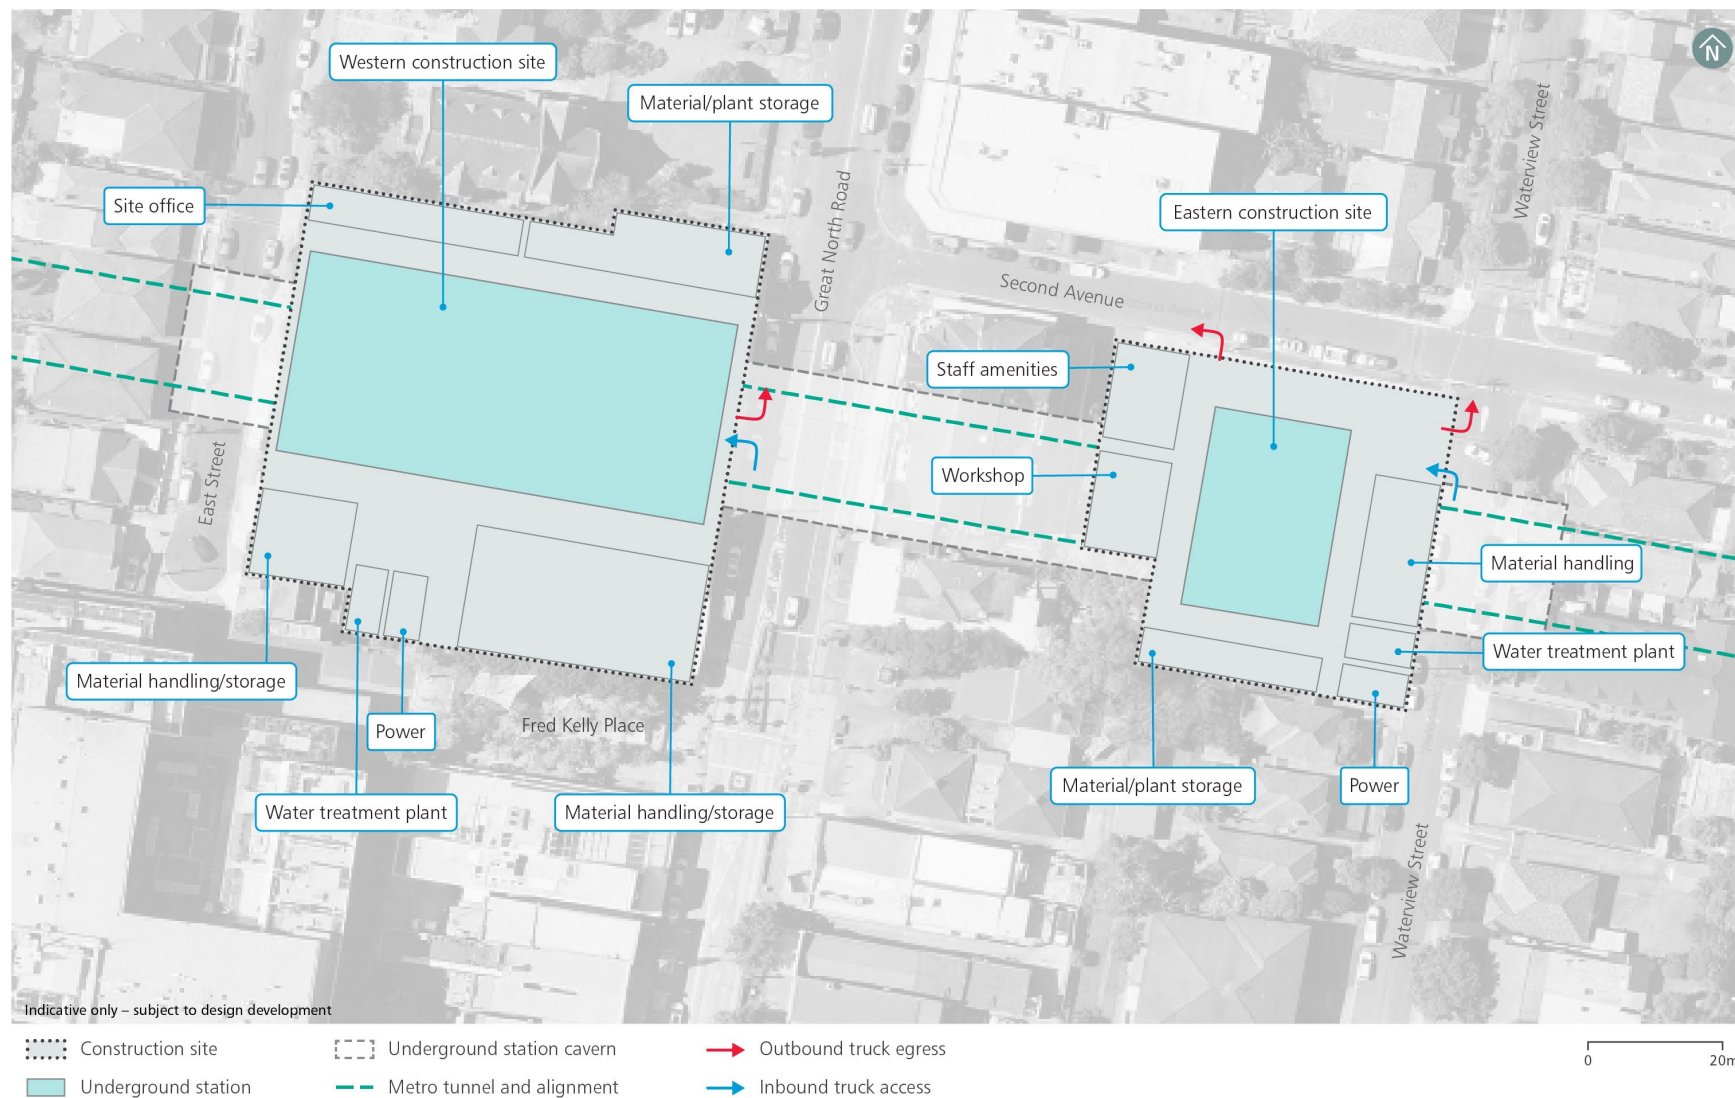 N
Western construction site
Material/plant storage
Site office
Great North Road
Waterview Street
Eastern construction site
Second Avenue
Staff amenities
Workshop
East Street
Material handling
Water treatment plant
Material handling/storage
Power
Fred Kelly Place
Water treatment plant
Material handling/storage
Material/plant storage
Power
Waterview Street
Indicative only – subject to design development
Construction site
Underground station cavern
Outbound truck egress
Underground station
Metro tunnel and alignment
Inbound truck access
0
20m